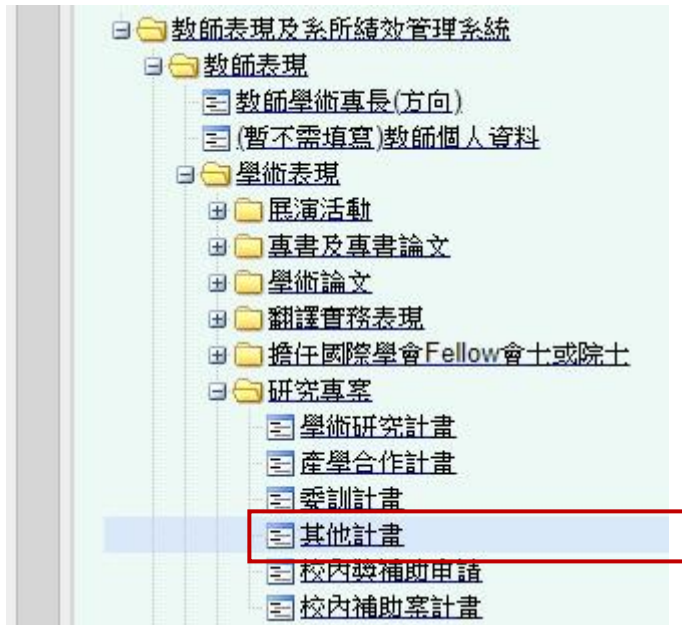 教師表現及系所績效管理系統
教師表現
教師學術專長(方向)
(暫不需填寫)教師個人資料
學術表現
展演活動
專書及專書論文
學術論文
翻譯實務表現
擔任國際學會Fellow會士或院士
研究專案
學術研究計畫
產學合作計畫
委訓計畫
其他計畫
校內獎補助申請
校內補助案計畫